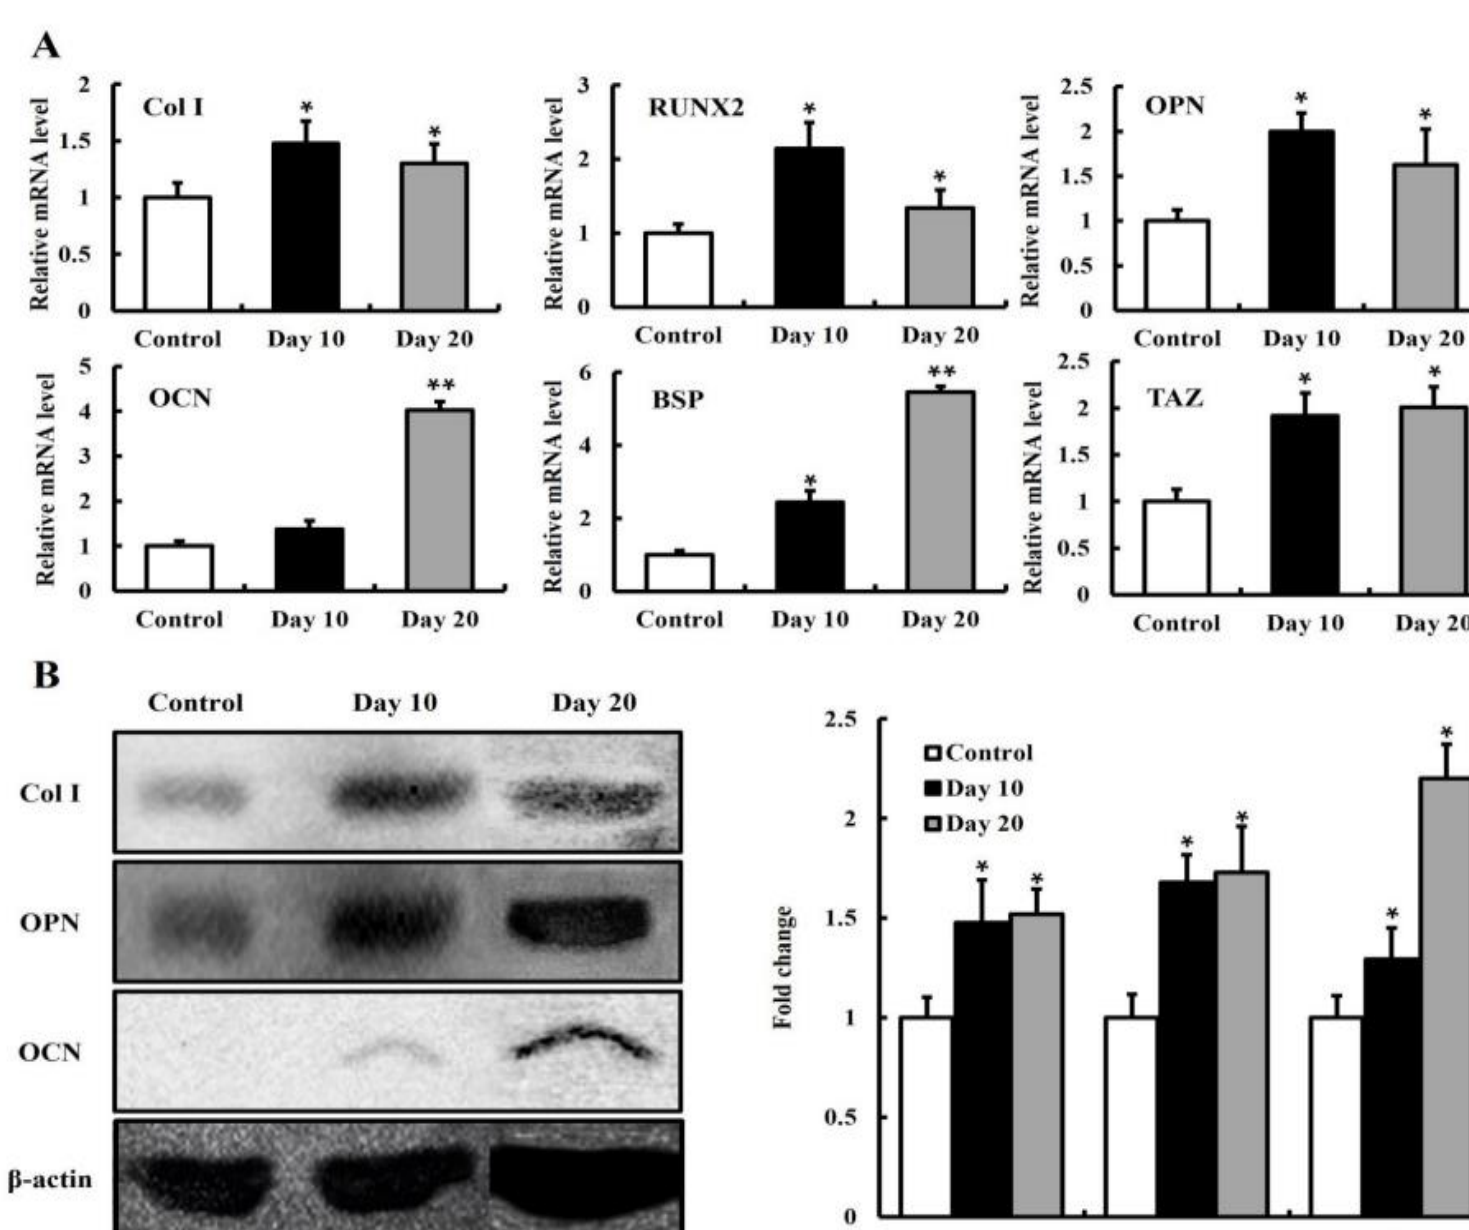 A
Col I
Relative mRNA level
2
1.5
1
0.5
0
*
*
Control Day 10 Day 20
RUNX2
Relative mRNA level
3
2
1
0
*
*
Control Day 10 Day 20
OPN
Relative mRNA level
2.5
2
1.5
1
0.5
0
*
*
Control Day 10 Day 20
OCN
Relative mRNA level
5
4
3
2
1
0
**
Control Day 10 Day 20
BSP
Relative mRNA level
6
4
2
0
*
**
Control Day 10 Day 20
TAZ
Relative mRNA level
2.5
2
1.5
1
0.5
0
*
*
Control Day 10 Day 20
B
Control Day 10 Day 20
Col I
OPN
OCN
β-actin
Fold change
2.5
2
1.5
1
0.5
0
Control
Day 10
Day 20
* * * * * *